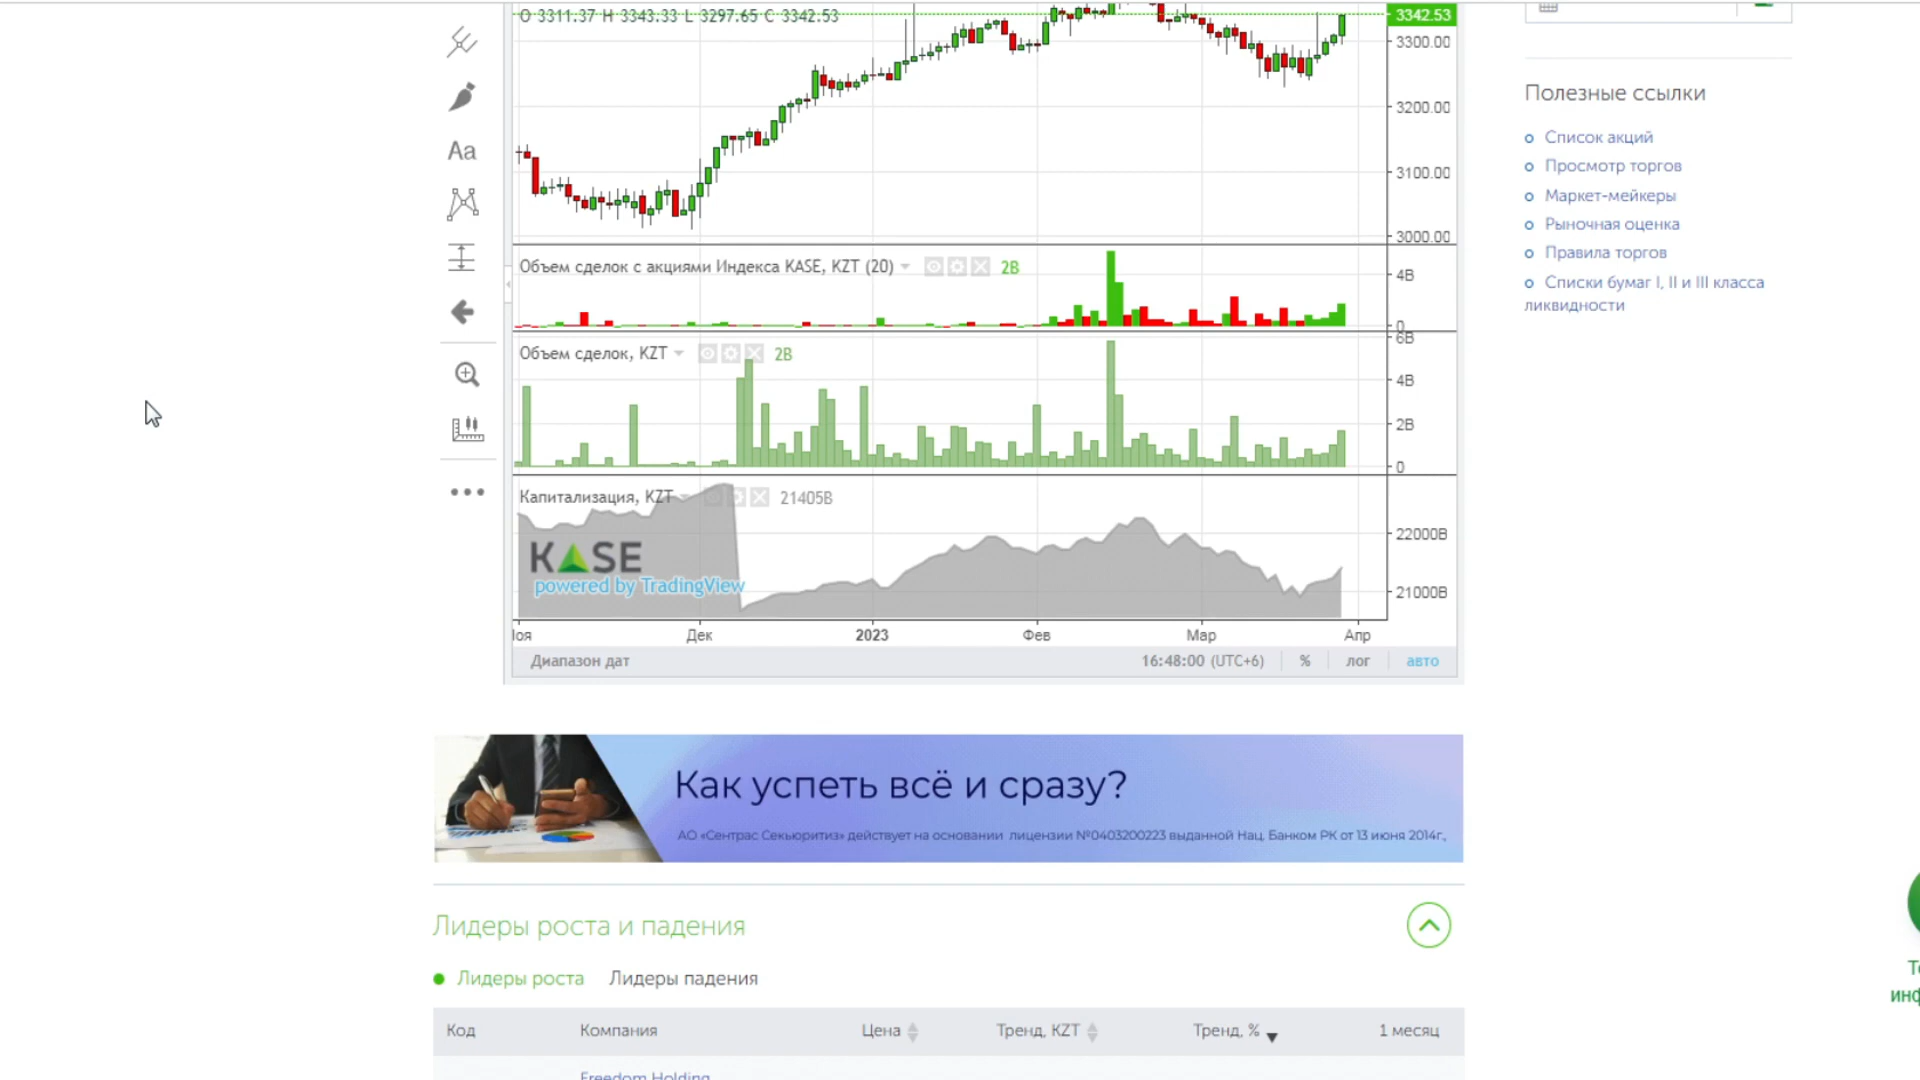 O 3311.37 H 3343.33 L 3297.65 C 3342.53
3342.53
3300.00
3200.00
3100.00
3000.00
Aa
Объем сделок с акциями Индекса KASE, KZT (20) 2B
4B
0
Объем сделок, KZT 2B
6B
4B
2B
0
Капитализация, KZT 21405B
22000B
21000B
KASE
powered by TradingView
Дек 2023 Фев Мар Апр
Диапазон дат 16:48:00 (UTC+6) % лог авто
Полезные ссылки
Список акций
Просмотр торгов
Маркет-мейкеры
Рыночная оценка
Правила торгов
Списки бумаг I, II и III класса
ликвидности
Как успеть всё и сразу?
АО «Сентрас Секьюритиз» действует на основании лицензии №0403200223 выданной Нац. Банком РК от 13 июня 2014г.,
Лидеры роста и падения
Лидеры роста Лидеры падения
Код Компания Цена Тренд, KZT Тренд, % 1 месяц
Freedom Holding